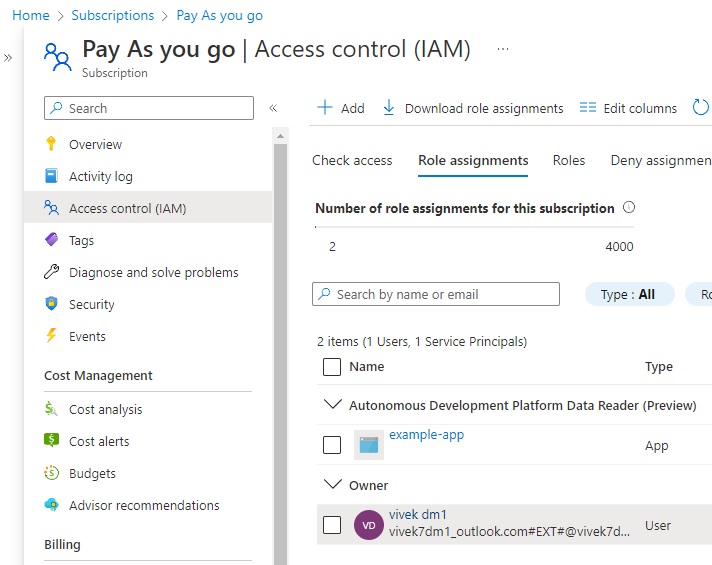 Home > Subscriptions > Pay As you go
»
Pay As you go | Access control (IAM) ...
Subscription
Search
«
Overview
Activity log
Access control (IAM)
Tags
Diagnose and solve problems
Security
Events
Cost Management
Cost analysis
Cost alerts
Budgets
Advisor recommendations
Billing
+ Add Download role assignments Edit columns
Check access Role assignments Roles Deny assignmen
Number of role assignments for this subscription
2 4000
Search by name or email Type : All Ro
2 items (1 Users, 1 Service Principals)
Name Type
Autonomous Development Platform Data Reader (Preview)
example-app App
Owner
VD vivek dm1
vivek7dm1_outlook.com#EXT#@vivek7d... User